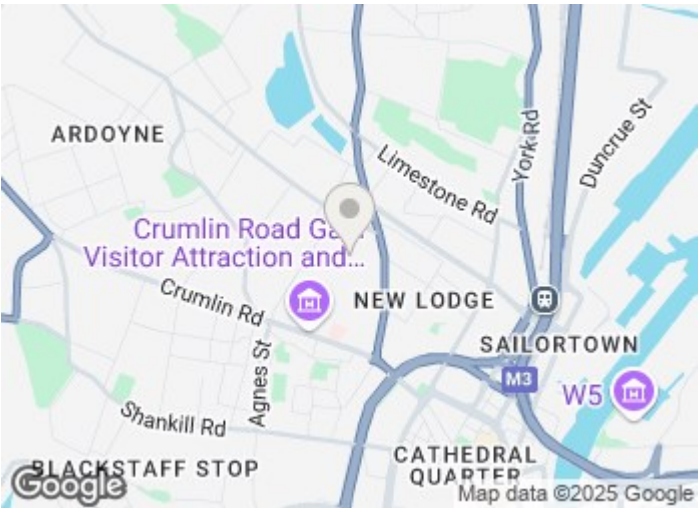 ARDOYNE
Limestone Rd
York Rd
Duncrue St
Crumlin Road Ga
Visitor Attraction and...
Crumlin Rd
NEW LODGE
Agnes St
SAILORTOWN
M3
W5
Shankill Rd
CATHEDRAL
QUARTER
BLACKSTAFF STOP
Google
Map data ©2025 Google